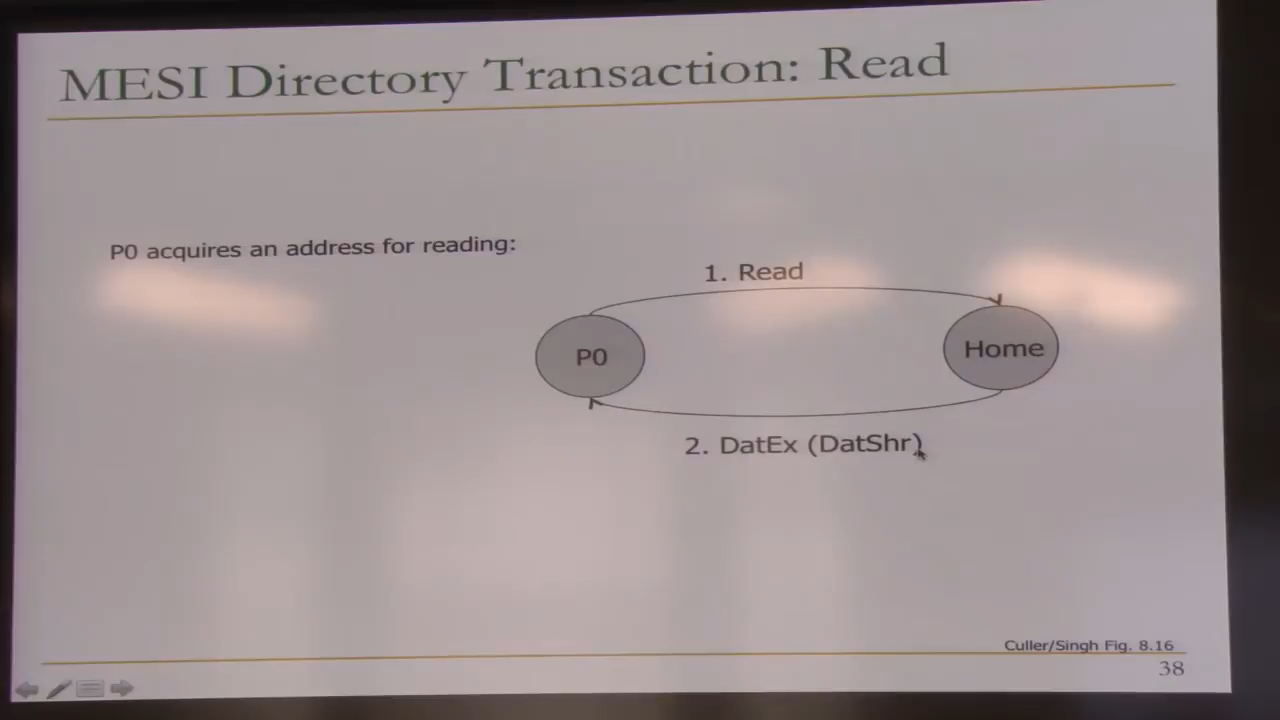 MESI Directory Transaction: Read
P0 acquires an address for reading:
1. Read
P0
Home
2. DatEx (DatShr)
Culler/Singh Fig. 8.16
38